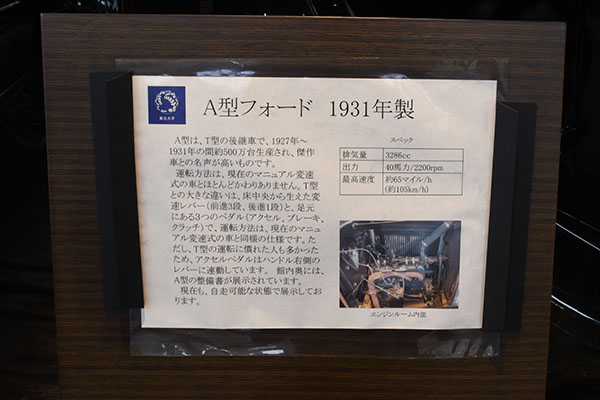 東北大学
A型フォード 1931年製
A型は、T型の後継車で、1927年～
1931年の間約500万台生産され、傑作
車との名声が高いものです。
運転方法は、現在のマニュアル変速
式の車とほとんどかわりありません。T型
との大きな違いは、床中央から生えた変
速レバー(前進3段、後進1段)と、足元
にある3つのペダル(アクセル、ブレーキ、
クラッチ)で、運転方法は、現在のマニュ
アル変速式の車と同様の仕様です。た
だし、T型の運転に慣れた人も多かった
ため、アクセルペダルはハンドル右側の
レバーに連動しています。 館内奥には、
A型の整備書が展示されています。
現在も、自走可能な状態で展示してお
ります。
スペック
排気量 3286cc
出力 40馬力/2200rpm
最高速度 約65マイル/h
(約105km/h)
エンジンルーム内部